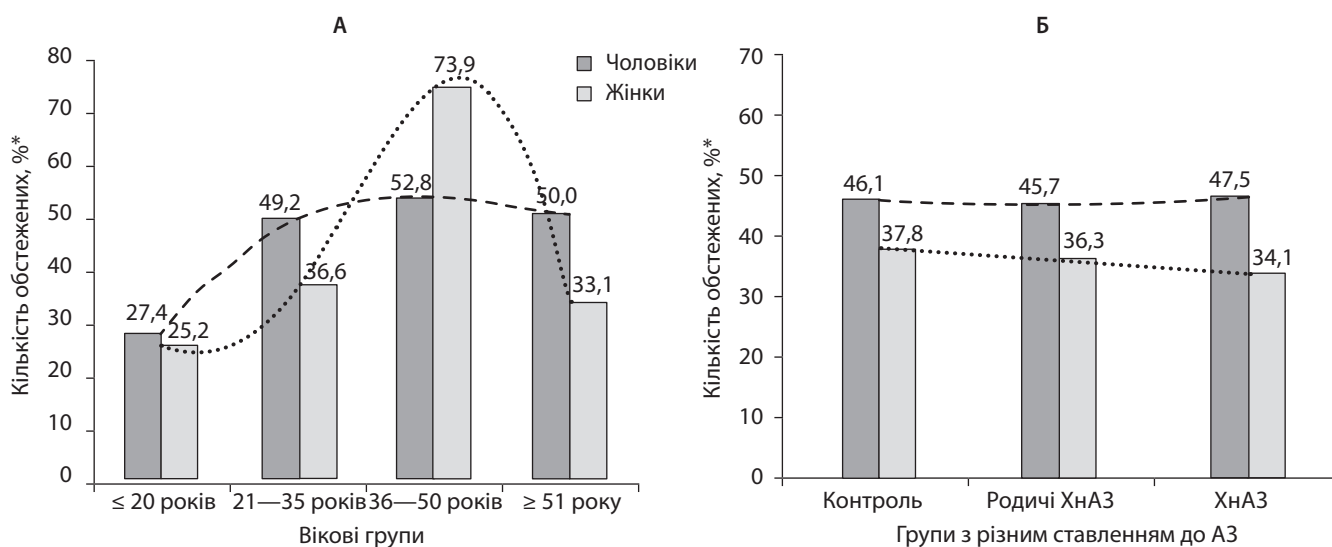 А
Кількість обстежених, %*
80
70
60
50
40
30
20
10
0
Чоловіки
Жінки
27,4
25,2
49,2
36,6
52,8
73,9
50,0
33,1
≤ 20 років
21—35 років
36—50 років
≥ 51 року
Вікові групи
Б
Кількість обстежених, %*
70
60
50
40
30
20
10
0
46,1
37,8
45,7
36,3
47,5
34,1
Контроль
Родичі ХнАЗ
ХнАЗ
Групи з різним ставленням до АЗ